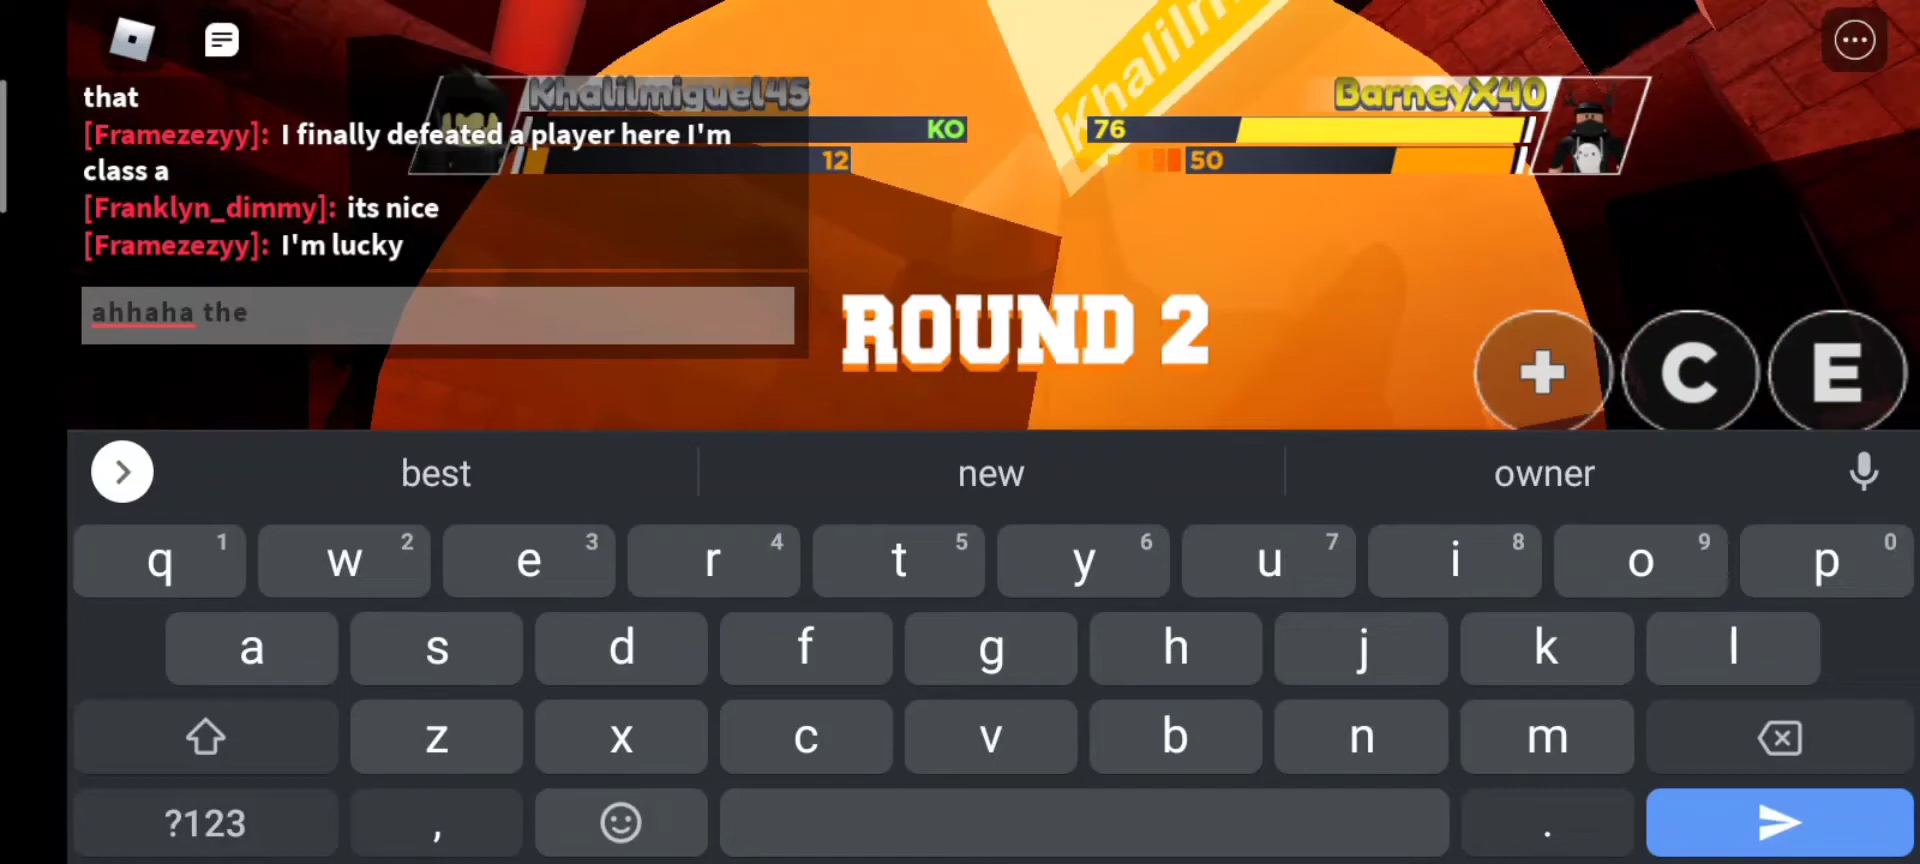 that
Khalilmiguel45
BarneyX40
Khalilm
[Framezezyy]: I finally defeated a player here I'm
KO
76
class a
12
50
[Franklyn_dimmy]: its nice
[Framezezyy]: I'm lucky
ahhaha the
ROUND 2
+ C E
best new owner
q 1 w 2 e 3 r 4 t 5 y 6 u 7 i 8 o 9 p 0
a s d f g h j k l
z x c v b n m
?123 , .